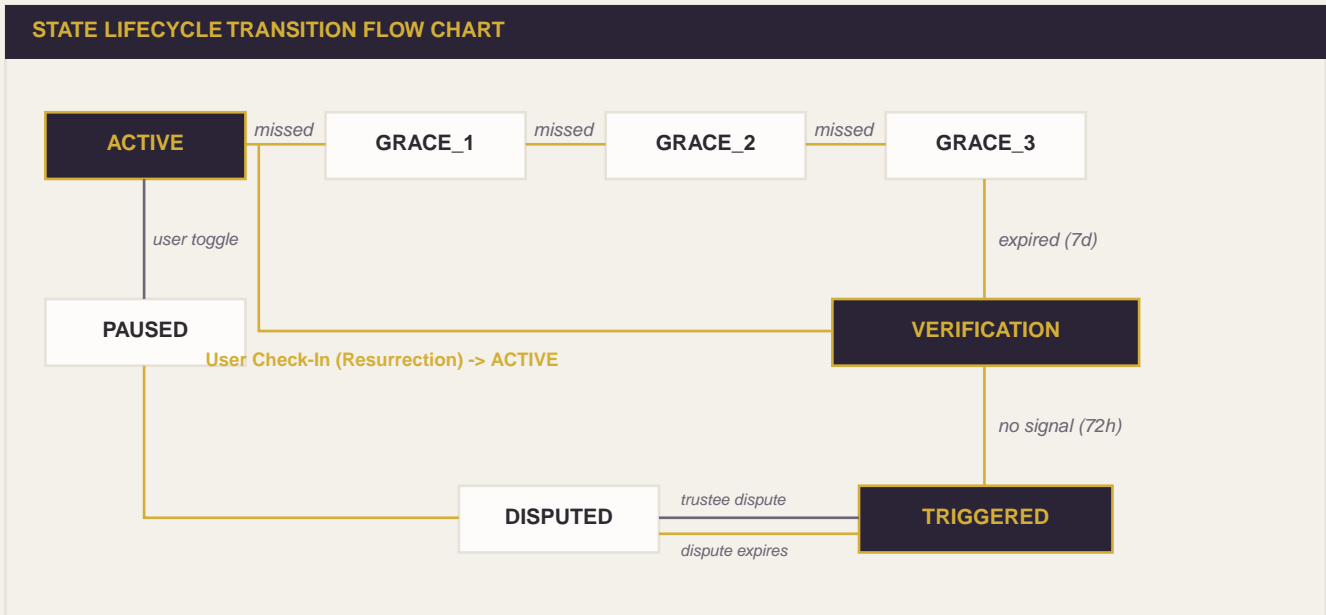 STATE LIFECYCLE TRANSITION FLOW CHART
ACTIVE
missed
GRACE_1
missed
GRACE_2
missed
GRACE_3
user toggle
expired (7d)
PAUSED
VERIFICATION
User Check-In (Resurrection) -> ACTIVE
no signal (72h)
DISPUTED
trustee dispute
dispute expires
TRIGGERED